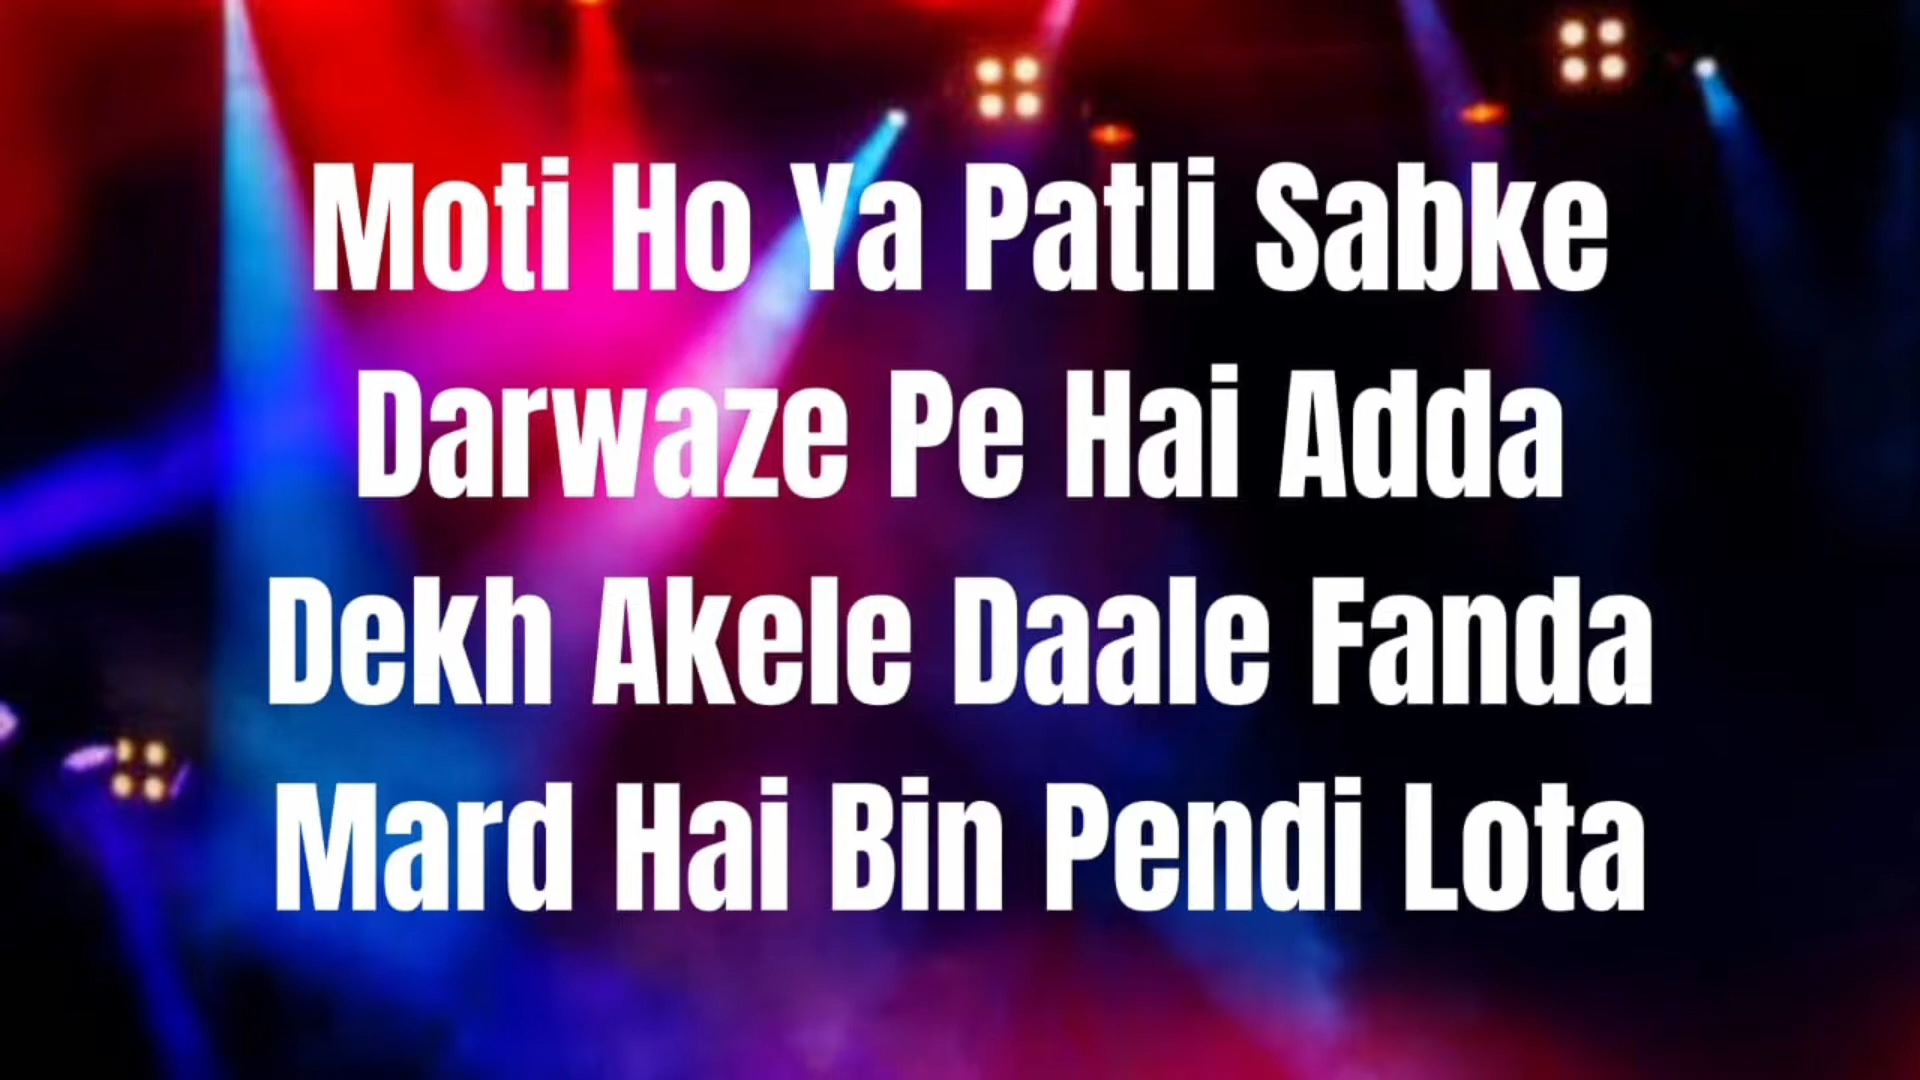 Moti Ho Ya Patli Sabke
Darwaze Pe Hai Adda
Dekh Akele Daale Fanda
Mard Hai Bin Pendi Lota